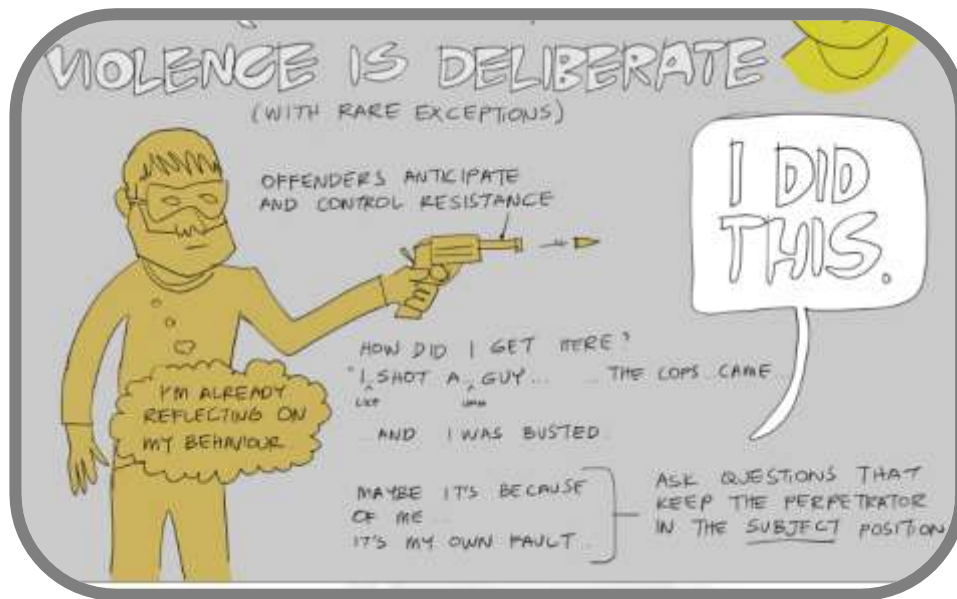 VIOLENCE IS DELIBERATE
(WITH RARE EXCEPTIONS)
OFFENDERS ANTICIPATE
AND CONTROL RESISTANCE
I DID
THIS.
HOW DID I GET HERE?
"I SHOT A GUY... ...THE COPS CAME...
LIKE UMM
...AND I WAS BUSTED
I'M ALREADY
REFLECTING ON
MY BEHAVIOUR
MAYBE IT'S BECAUSE
OF ME...
IT'S MY OWN FAULT...
ASK QUESTIONS THAT
KEEP THE PERPETRATOR
IN THE SUBJECT POSITION